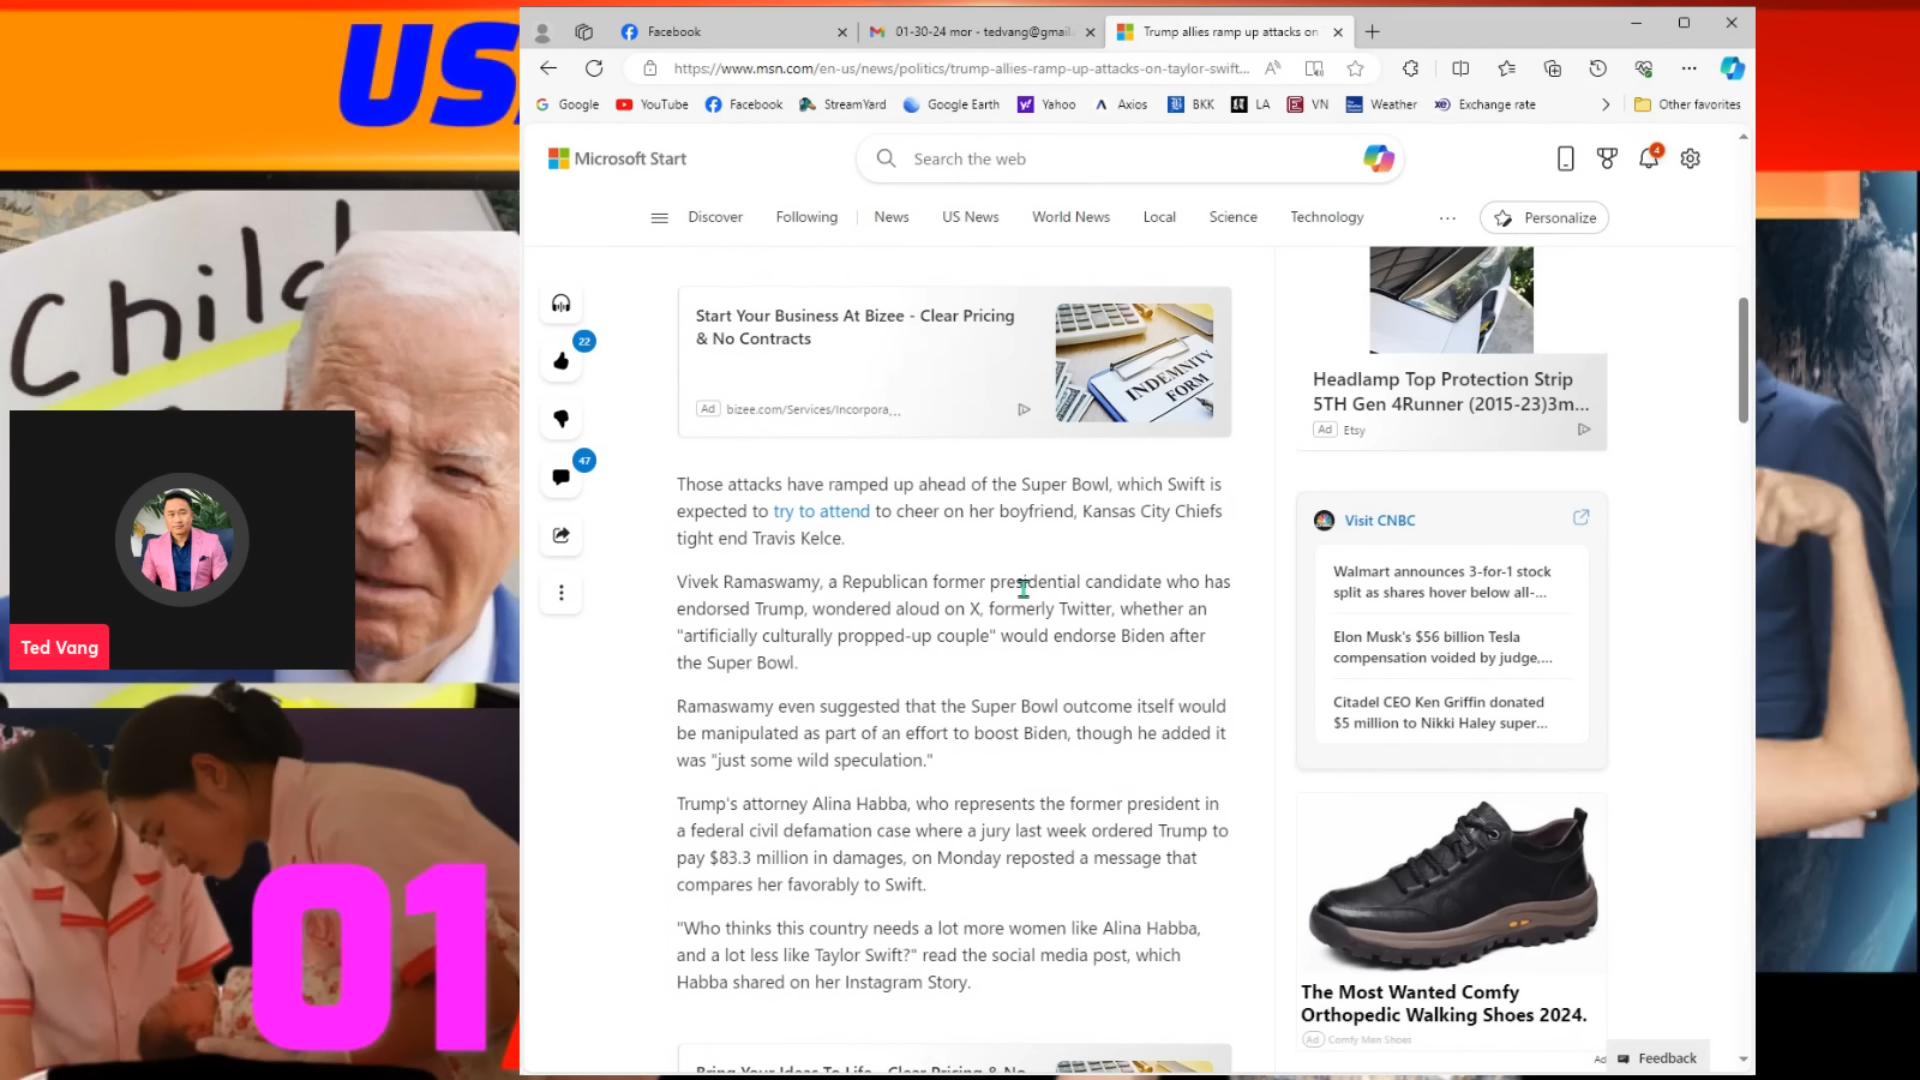 US
Child
Ted Vang
01
Facebook
01-30-24 mor - tedvang@gmail.
Trump allies ramp up attacks on
https://www.msn.com/en-us/news/politics/trump-allies-ramp-up-attacks-on-taylor-swift...
Google
YouTube
Facebook
StreamYard
Google Earth
Yahoo
Axios
BKK
LA
VN
Weather
Exchange rate
Other favorites
Microsoft Start
Search the web
4
Discover
Following
News
US News
World News
Local
Science
Technology
...
Personalize
22
47
Start Your Business At Bizee - Clear Pricing
& No Contracts
Ad bizee.com/Services/Incorpora...
INDEMNITY
FORM
Those attacks have ramped up ahead of the Super Bowl, which Swift is
expected to try to attend to cheer on her boyfriend, Kansas City Chiefs
tight end Travis Kelce.
Vivek Ramaswamy, a Republican former presidential candidate who has
endorsed Trump, wondered aloud on X, formerly Twitter, whether an
"artificially culturally propped-up couple" would endorse Biden after
the Super Bowl.
Ramaswamy even suggested that the Super Bowl outcome itself would
be manipulated as part of an effort to boost Biden, though he added it
was "just some wild speculation."
Trump's attorney Alina Habba, who represents the former president in
a federal civil defamation case where a jury last week ordered Trump to
pay $83.3 million in damages, on Monday reposted a message that
compares her favorably to Swift.
"Who thinks this country needs a lot more women like Alina Habba,
and a lot less like Taylor Swift?" read the social media post, which
Habba shared on her Instagram Story.
Bring Your Ideas To Life - Clear Pricing & No
Headlamp Top Protection Strip
5TH Gen 4Runner (2015-23)3m...
Ad Etsy
Visit CNBC
Walmart announces 3-for-1 stock
split as shares hover below all-...
Elon Musk's $56 billion Tesla
compensation voided by judge,...
Citadel CEO Ken Griffin donated
$5 million to Nikki Haley super...
The Most Wanted Comfy
Orthopedic Walking Shoes 2024.
Ad Comfy Men Shoes
Ad
Feedback